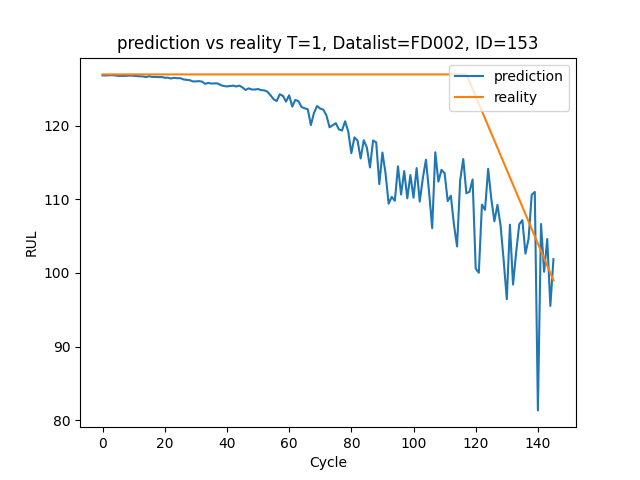 prediction vs reality T=1, Datalist=FD002, ID=153
prediction
reality
RUL
120
110
100
90
80
0 20 40 60 80 100 120 140
Cycle